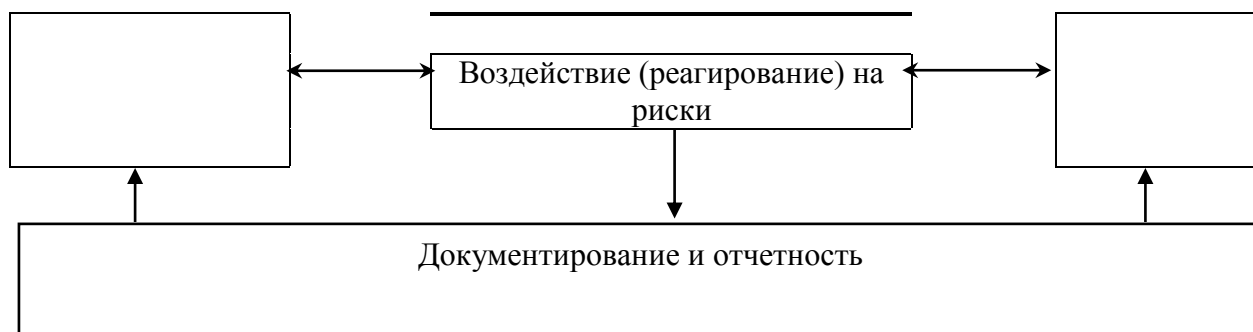 Воздействие (реагирование) на
риски
Документирование и отчетность